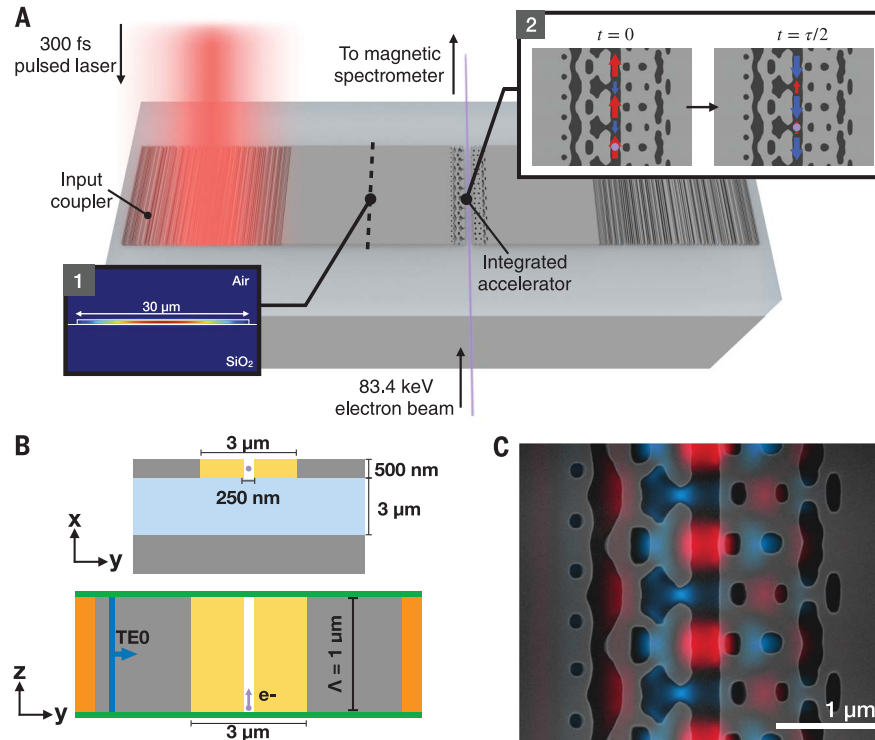 A
300 fs
pulsed laser
To magnetic
spectrometer
2
t = 0
t = τ/2
Input
coupler
Integrated
accelerator
1
Air
30 μm
SiO₂
83.4 keV
electron beam
B
3 μm
500 nm
250 nm
3 μm
x
y
TE0
Λ = 1 μm
e-
z
y
3 μm
C
1 μm